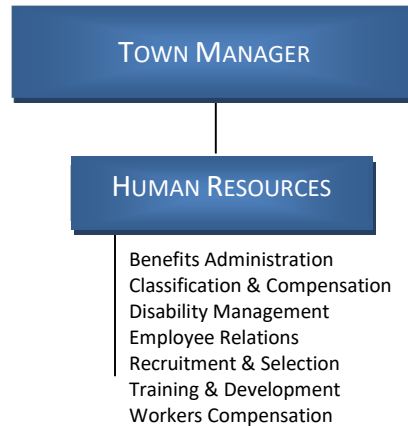 TOWN MANAGER
HUMAN RESOURCES
Benefits Administration
Classification & Compensation
Disability Management
Employee Relations
Recruitment & Selection
Training & Development
Workers Compensation